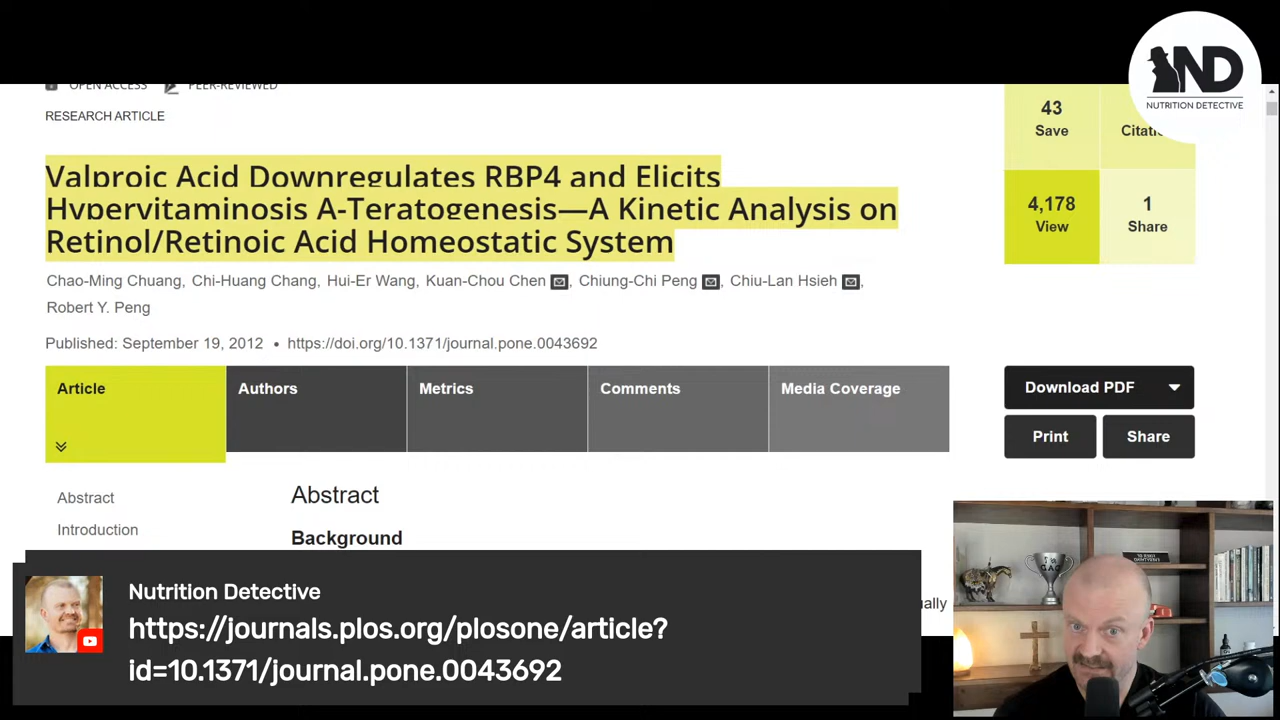 OPEN ACCESS PEER-REVIEWED
RESEARCH ARTICLE
Valproic Acid Downregulates RBP4 and Elicits
Hypervitaminosis A-Teratogenesis—A Kinetic Analysis on
Retinol/Retinoic Acid Homeostatic System
Chao-Ming Chuang, Chi-Huang Chang, Hui-Er Wang, Kuan-Chou Chen, Chiung-Chi Peng, Chiu-Lan Hsieh,
Robert Y. Peng
Published: September 19, 2012 • https://doi.org/10.1371/journal.pone.0043692
43
Save
4,178
View
1
Share
ND
NUTRITION DETECTIVE
Article
Authors
Metrics
Comments
Media Coverage
Download PDF
Print
Share
Abstract
Introduction
Abstract
Background
Nutrition Detective
https://journals.plos.org/plosone/article?
id=10.1371/journal.pone.0043692